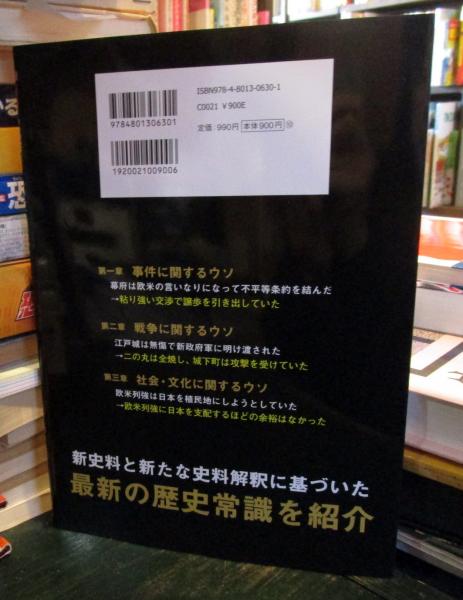 ISBN978-4-8013-0630-1
C0021 ¥900E
定価：990円 本体900円⑩
9784801306301
1920021009006
第一章 事件に関するウソ
幕府は欧米の言いなりになって不平等条約を結んだ
→粘り強い交渉で譲歩を引き出していた
第二章 戦争に関するウソ
江戸城は無傷で新政府軍に明け渡された
→二の丸は全焼し、城下町は攻撃を受けていた
第三章 社会・文化に関するウソ
欧米列強は日本を植民地にしようとしていた
→欧米列強に日本を支配するほどの余裕はなかった
新史料と新たな史料解釈に基づいた
最新の歴史常識を紹介
いる
恐